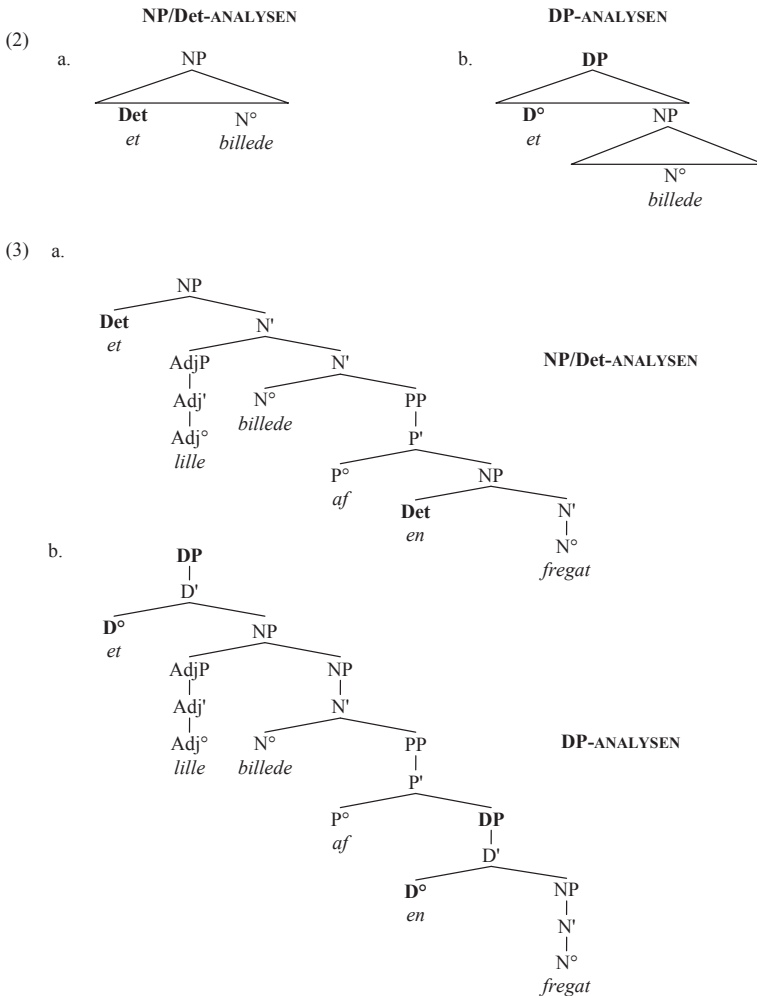 NP/Det-ANALYSEN DP-ANALYSEN
(2) a. NP b. DP
Det N° D° NP
et billede et
N°
billede
(3) a.
NP
Det N'
et
AdjP N' NP/Det-ANALYSEN
Adj' N° PP
billede
Adj° P'
lille
P° NP
af
Det N'
en
N°
fregat
b.
DP
D'
D° NP
et
AdjP NP
Adj' N'
Adj° N° PP DP-ANALYSEN
lille billede
P'
P° DP
af
D'
D° NP
en
N'
N°
fregat